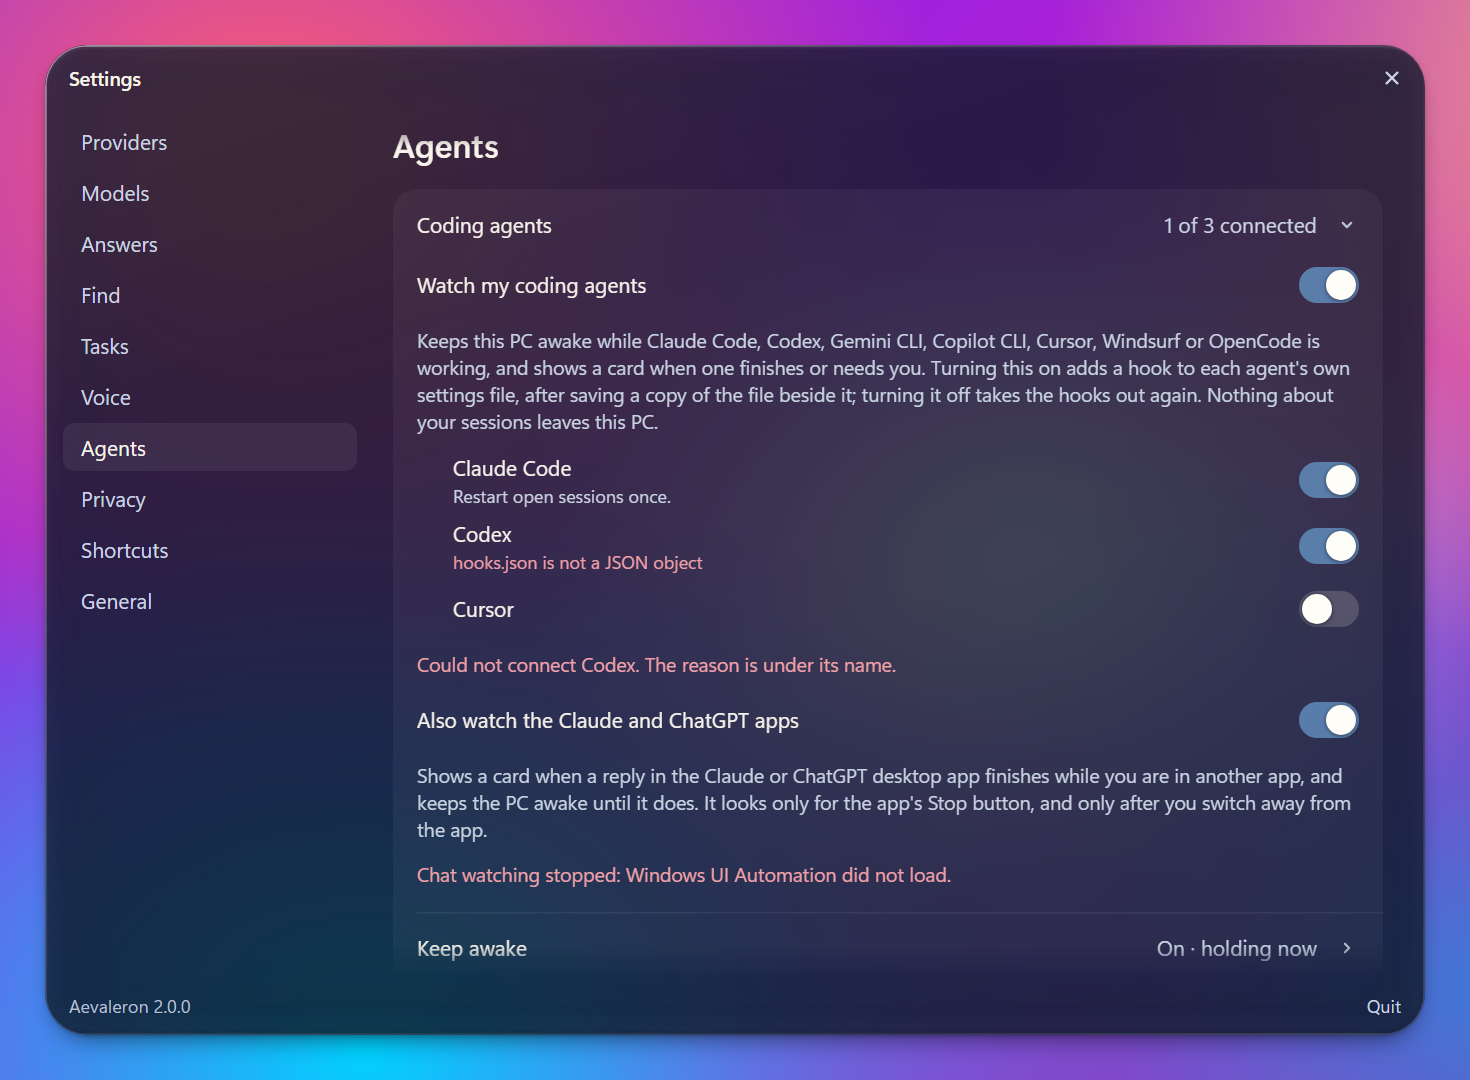 Settings
Providers
Models
Answers
Find
Tasks
Voice
Agents
Privacy
Shortcuts
General
Agents
Coding agents
1 of 3 connected
Watch my coding agents
Keeps this PC awake while Claude Code, Codex, Gemini CLI, Copilot CLI, Cursor, Windsurf or OpenCode is
working, and shows a card when one finishes or needs you. Turning this on adds a hook to each agent's own
settings file, after saving a copy of the file beside it; turning it off takes the hooks out again. Nothing about
your sessions leaves this PC.
Claude Code
Restart open sessions once.
Codex
hooks.json is not a JSON object
Cursor
Could not connect Codex. The reason is under its name.
Also watch the Claude and ChatGPT apps
Shows a card when a reply in the Claude or ChatGPT desktop app finishes while you are in another app, and
keeps the PC awake until it does. It looks only for the app's Stop button, and only after you switch away from
the app.
Chat watching stopped: Windows UI Automation did not load.
Keep awake
On · holding now
Aevaleron 2.0.0
Quit